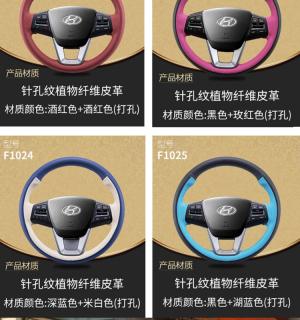 产品材质
产品材质
针孔纹植物纤维皮革
针孔纹植物纤维皮革
材质颜色:酒红色+酒红色(打孔)
材质颜色:黑色+玫红色(打孔)
型号
型号
F1024
F1025
产品材质
产品材质
针孔纹植物纤维皮革
针孔纹植物纤维皮革
材质颜色:深蓝色+米白色(打孔)
材质颜色:黑色+湖蓝色(打孔)